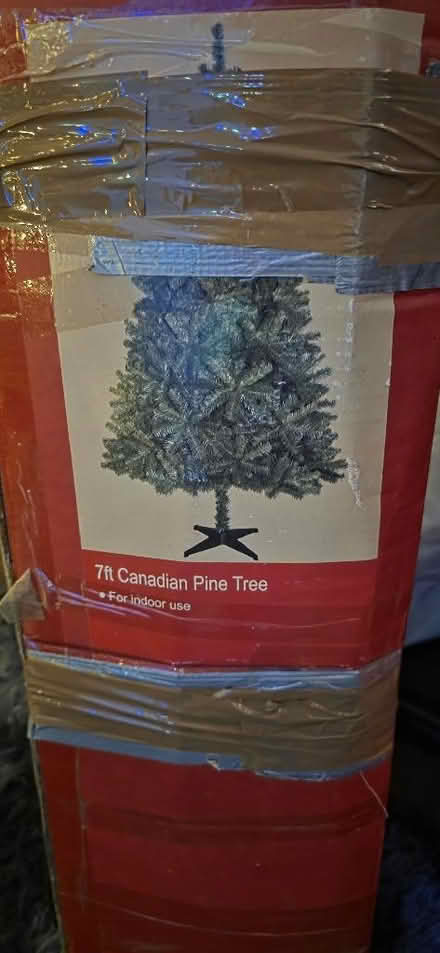 7ft Canadian Pine Tree
• For indoor use